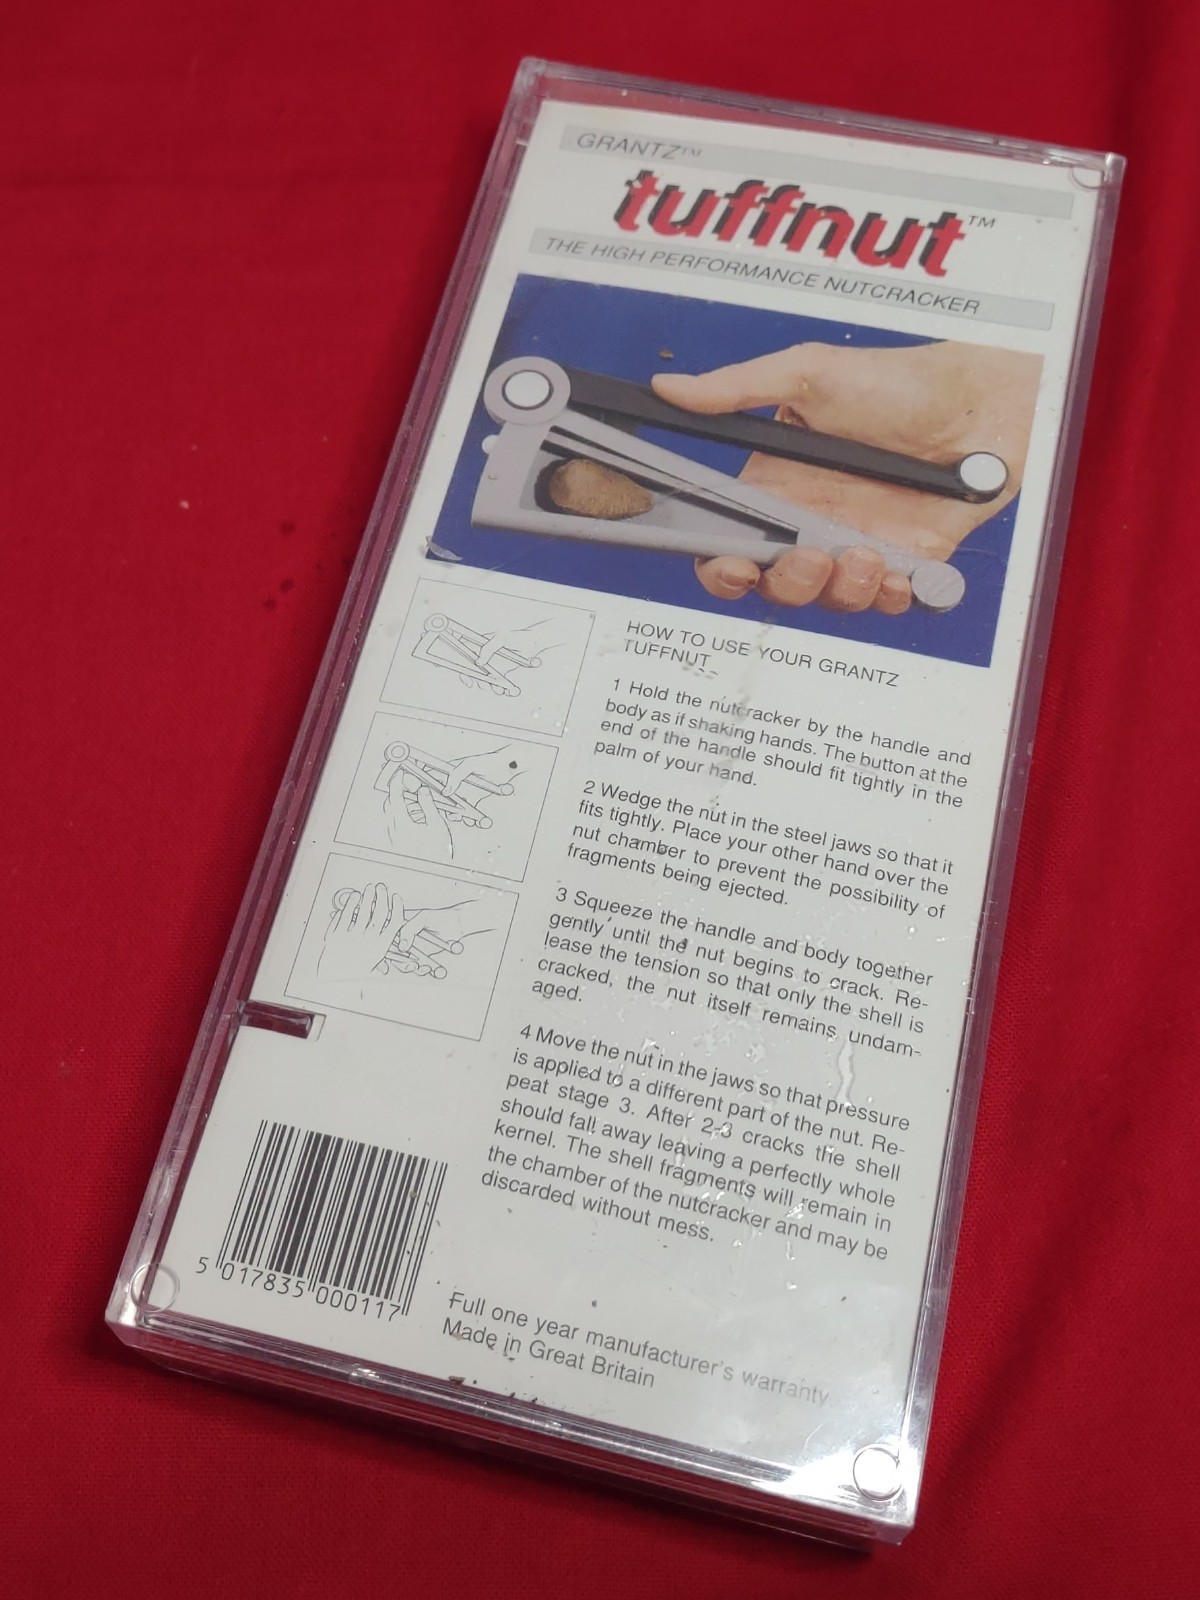 GRANTZ™
tuffnut™
THE HIGH PERFORMANCE NUTCRACKER
HOW TO USE YOUR GRANTZ
TUFFNUT
1 Hold the nutcracker by the handle and
body as if shaking hands. The button at the
end of the handle should fit tightly in the
palm of your hand.
2 Wedge the nut in the steel jaws so that it
fits tightly. Place your other hand over the
nut chamber to prevent the possibility of
fragments being ejected.
3 Squeeze the handle and body together
gently until the nut begins to crack. Re-
lease the tension so that only the shell is
cracked, the nut itself remains undam-
aged.
4 Move the nut in the jaws so that pressure
is applied to a different part of the nut. Re-
peat stage 3. After 2-3 cracks the shell
should fall away leaving a perfectly whole
kernel. The shell fragments will remain in
the chamber of the nutcracker and may be
discarded without mess.
5 017835 000117
Full one year manufacturer's warranty
Made in Great Britain